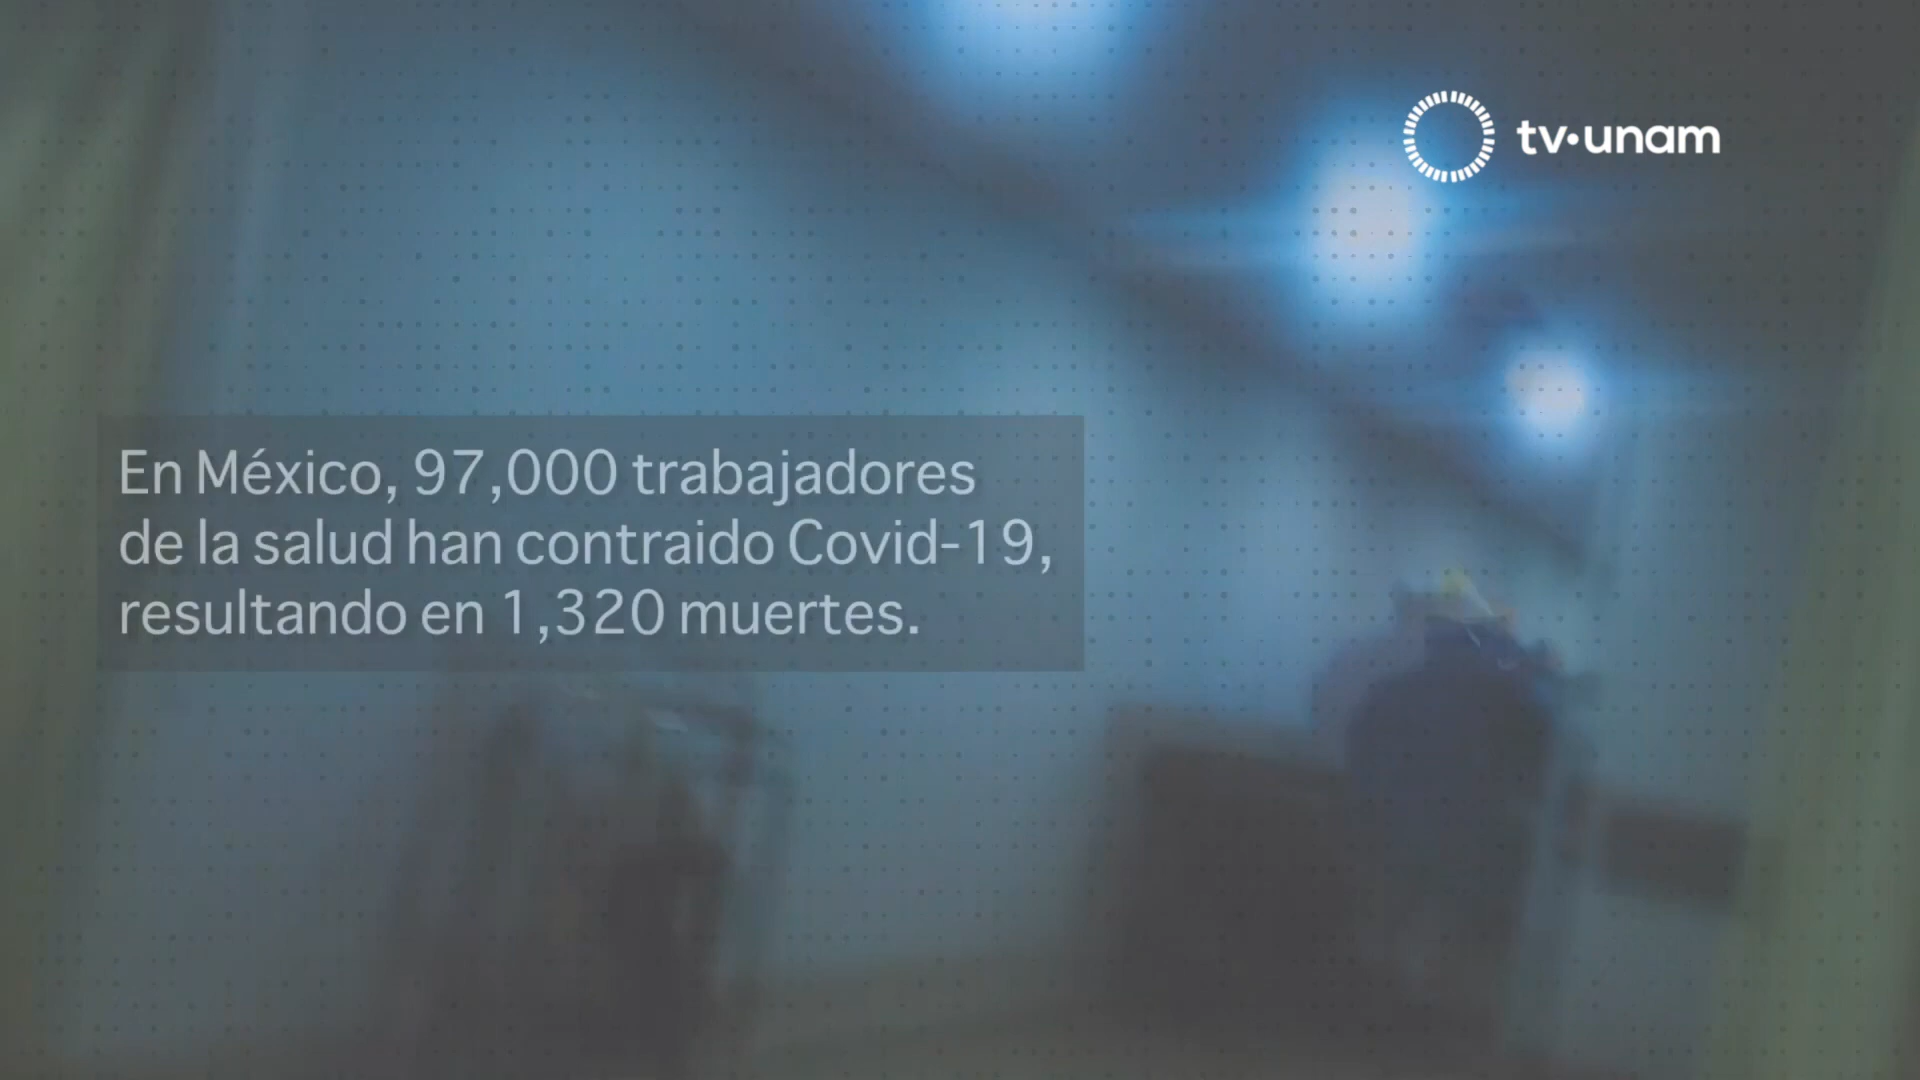 tv·unam
En México, 97,000 trabajadores
de la salud han contraido Covid-19,
resultando en 1,320 muertes.